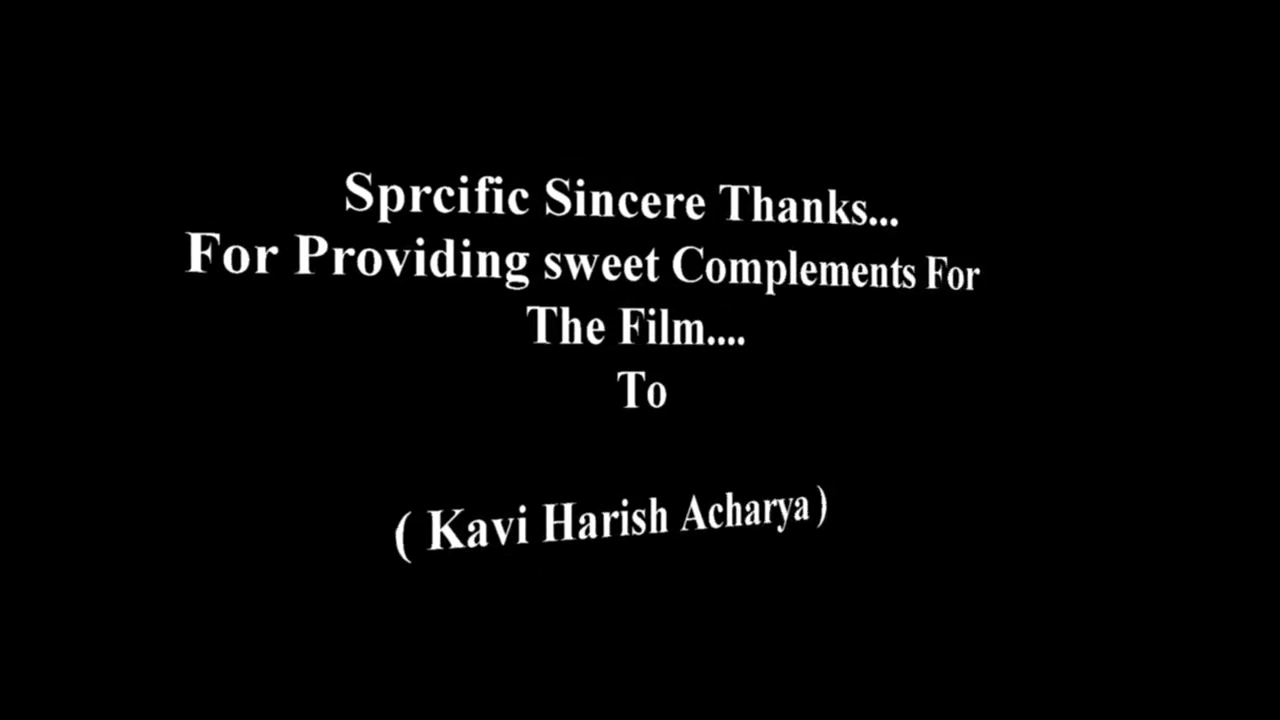 Sprcific Sincere Thanks...
For Providing sweet Complements For
The Film....
To
( Kavi Harish Acharya )